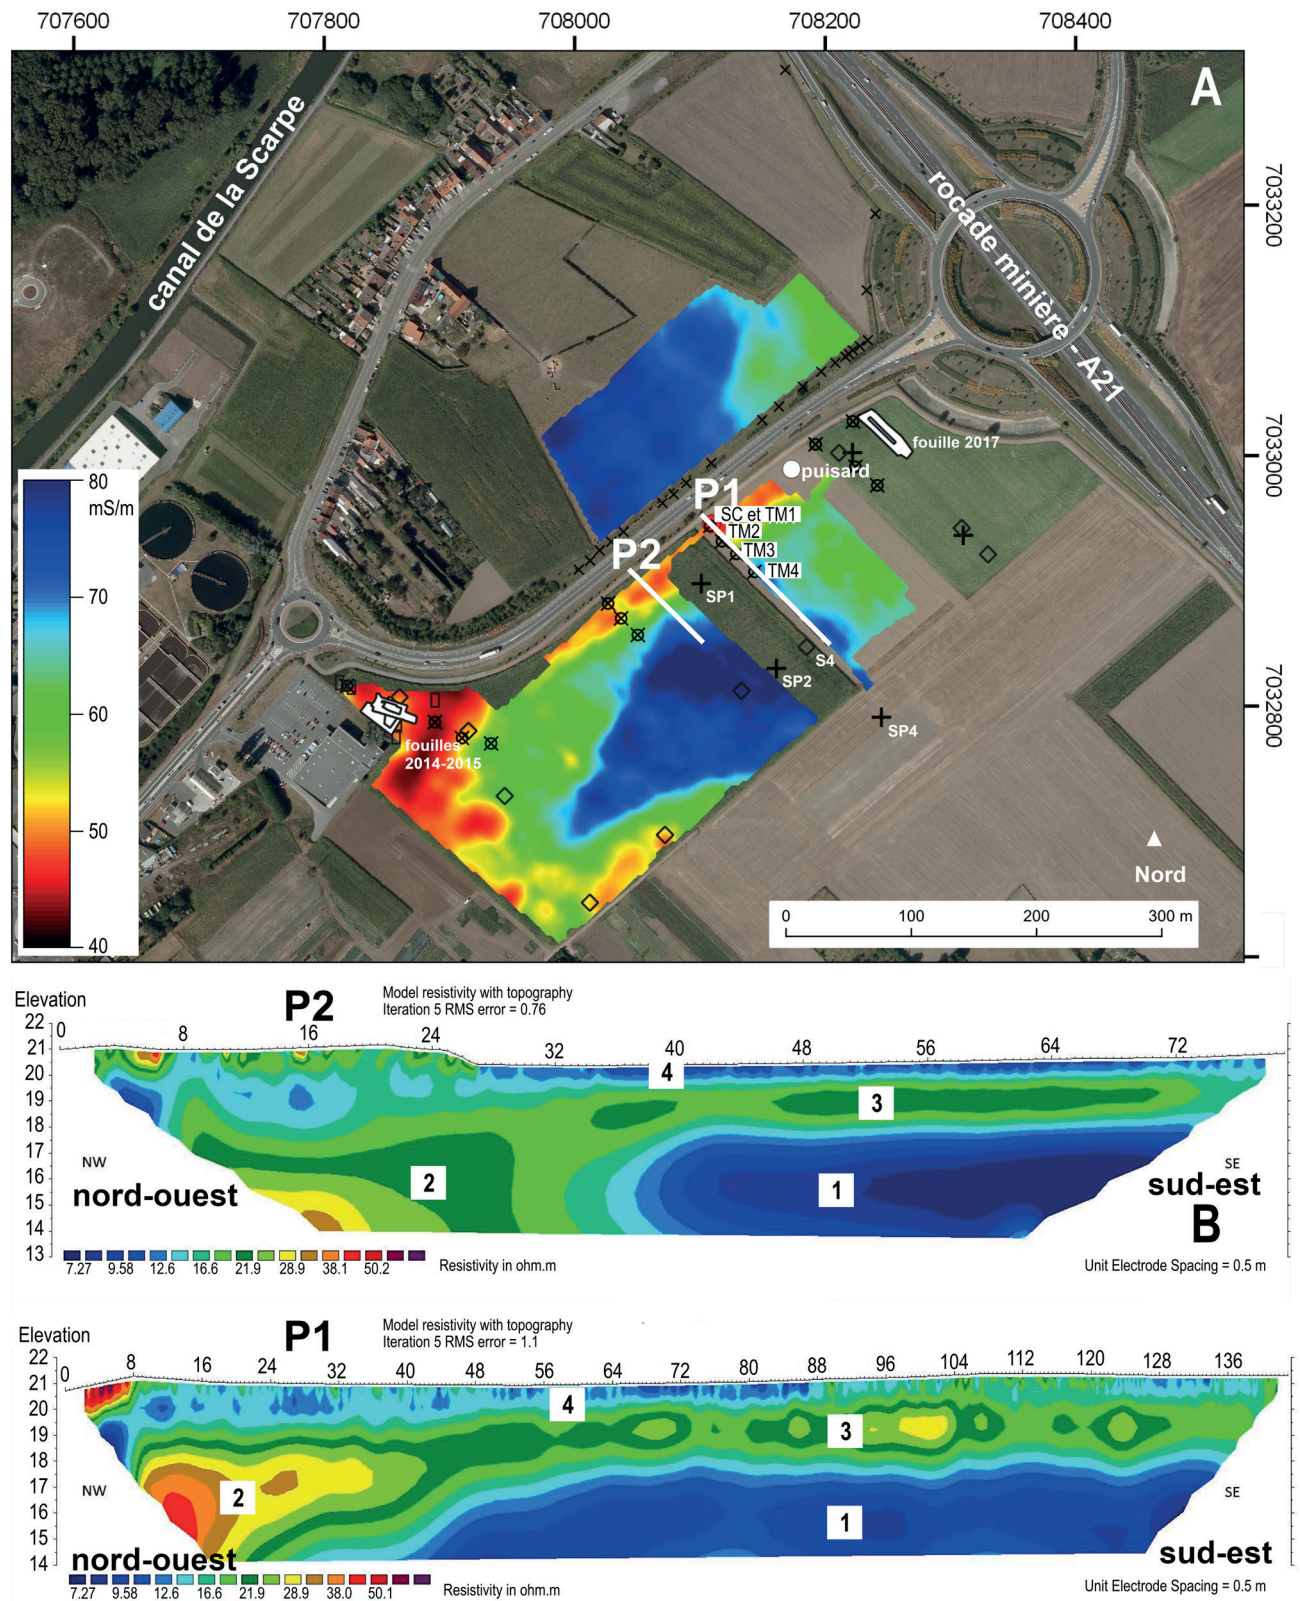 707600 707800 708000 708200 708400
A
canal de la Scarpe
rocade minière - A21
7033200
7033000
7032800
fouille 2017
puisard
P1
SC et TM1
TM2
P2
TM3
TM4
SP1
S4
SP2
SP4
fouilles
2014-2015
80
mS/m
70
60
50
40
Nord
0 100 200 300 m
Elevation
P2
Model resistivity with topography
Iteration 5 RMS error = 0.76
0 8 16 24 32 40 48 56 64 72
22
21
20
19
18
17
16
15
14
13
4
3
2
1
NW
nord-ouest
SE
sud-est
B
7.27 9.58 12.6 16.6 21.9 28.9 38.1 50.2
Resistivity in ohm.m
Unit Electrode Spacing = 0.5 m
Elevation
P1
Model resistivity with topography
Iteration 5 RMS error = 1.1
0 8 16 24 32 40 48 56 64 72 80 88 96 104 112 120 128 136
22
21
20
19
18
17
16
15
14
4
3
2
1
NW
nord-ouest
SE
sud-est
7.27 9.58 12.6 16.6 21.9 28.9 38.0 50.1
Resistivity in ohm.m
Unit Electrode Spacing = 0.5 m